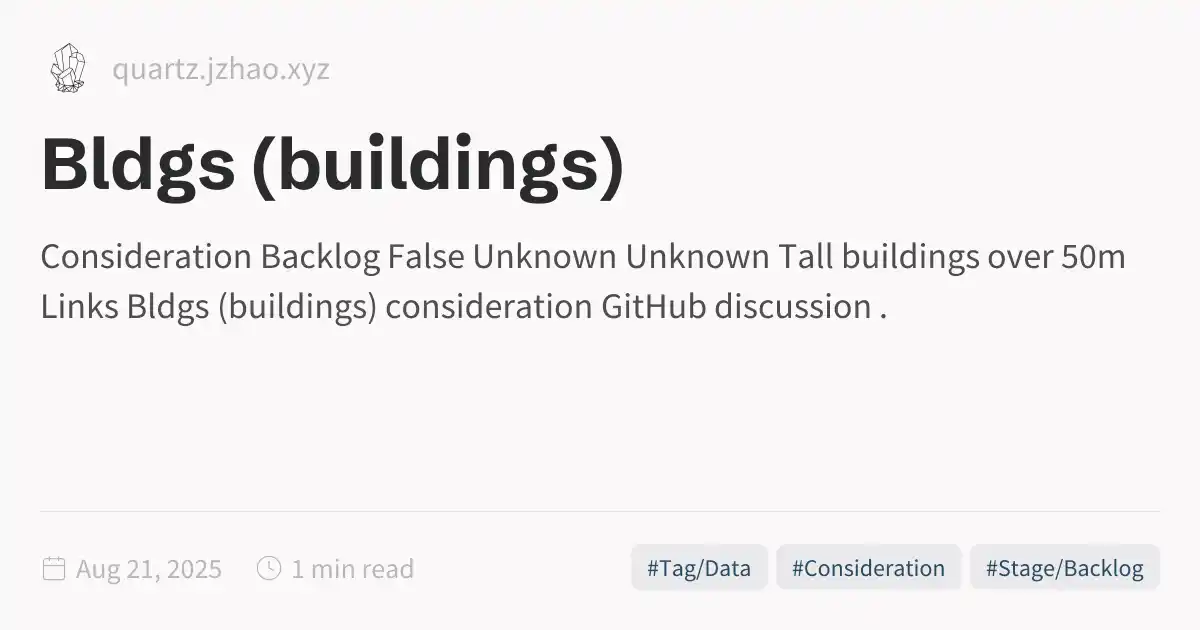 quartz.jzhao.xyz
Bldgs (buildings)
Consideration Backlog False Unknown Unknown Tall buildings over 50m
Links Bldgs (buildings) consideration GitHub discussion .
Aug 21, 2025 1 min read #Tag/Data #Consideration #Stage/Backlog